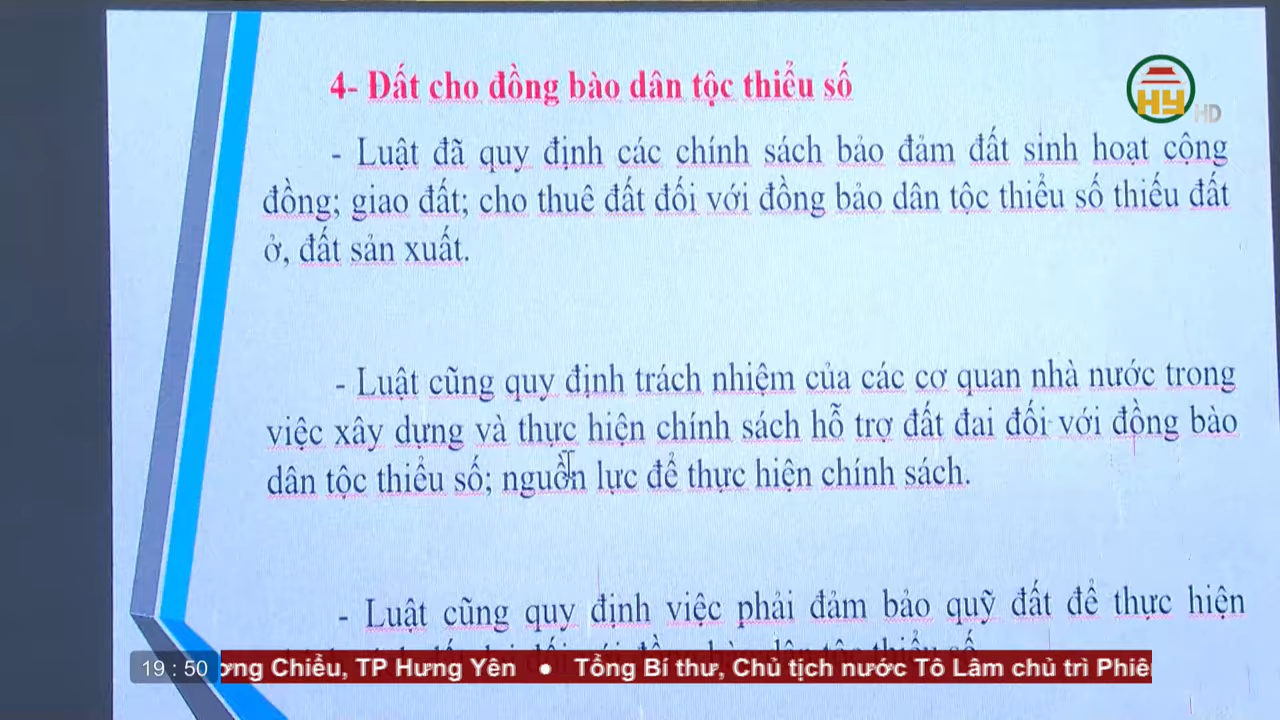 4- Đất cho đồng bào dân tộc thiểu số
HY HD
- Luật đã quy định các chính sách bảo đảm đất sinh hoạt cộng
đồng; giao đất; cho thuê đất đối với đồng bảo dân tộc thiểu số thiếu đất
ở, đất sản xuất.
- Luật cũng quy định trách nhiệm của các cơ quan nhà nước trong
việc xây dựng và thực hiện chính sách hỗ trợ đất đai đối với đồng bào
dân tộc thiểu số; nguồn lực để thực hiện chính sách.
- Luật cũng quy định việc phải đảm bảo quỹ đất để thực hiện
19 : 50 ơng Chiểu, TP Hưng Yên • Tổng Bí thư, Chủ tịch nước Tô Lâm chủ trì Phiên